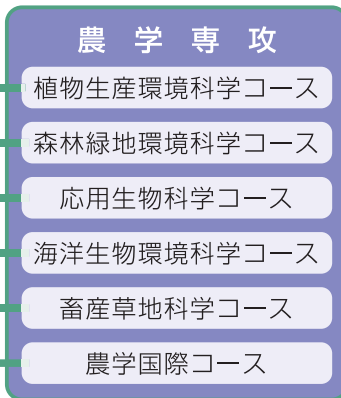 農学専攻
植物生産環境科学コース
森林緑地環境科学コース
応用生物科学コース
海洋生物環境科学コース
畜産草地科学コース
農学国際コース